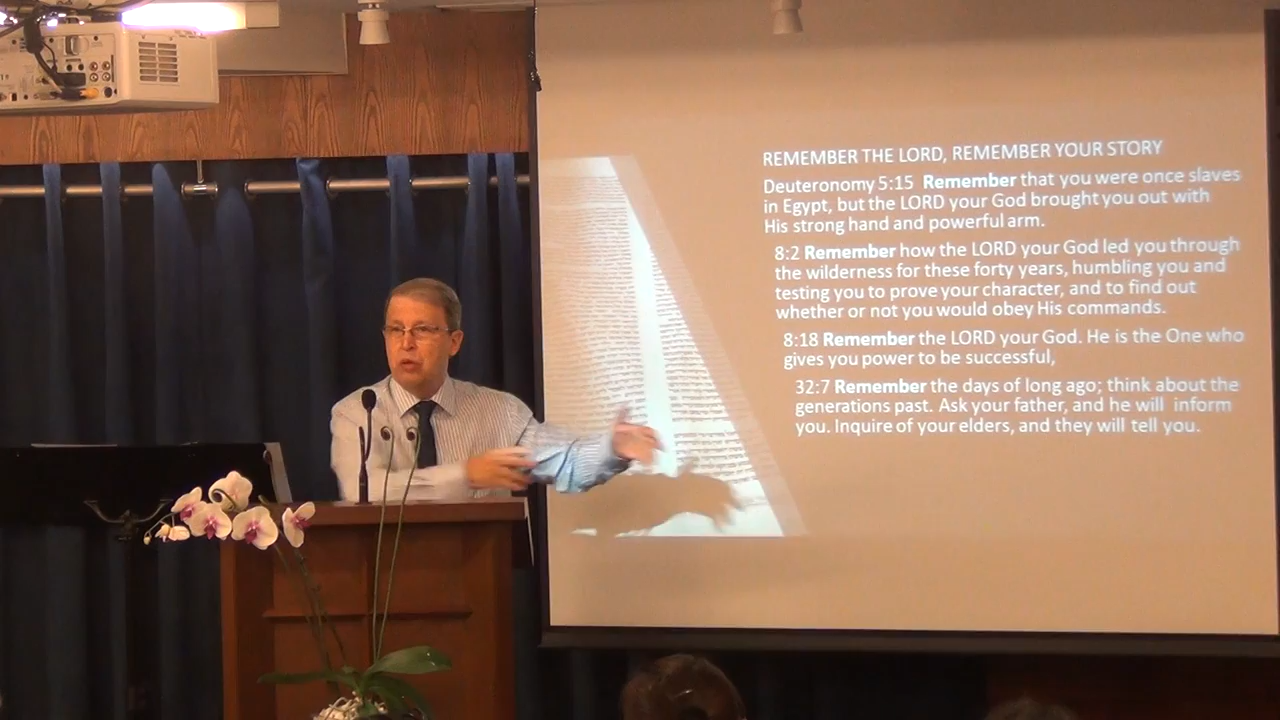 REMEMBER THE LORD, REMEMBER YOUR STORY
Deuteronomy 5:15 Remember that you were once slaves
in Egypt, but the LORD your God brought you out with
His strong hand and powerful arm.
8:2 Remember how the LORD your God led you through
the wilderness for these forty years, humbling you and
testing you to prove your character, and to find out
whether or not you would obey His commands.
8:18 Remember the LORD your God. He is the One who
gives you power to be successful,
32:7 Remember the days of long ago; think about the
generations past. Ask your father, and he will inform
you. Inquire of your elders, and they will tell you.